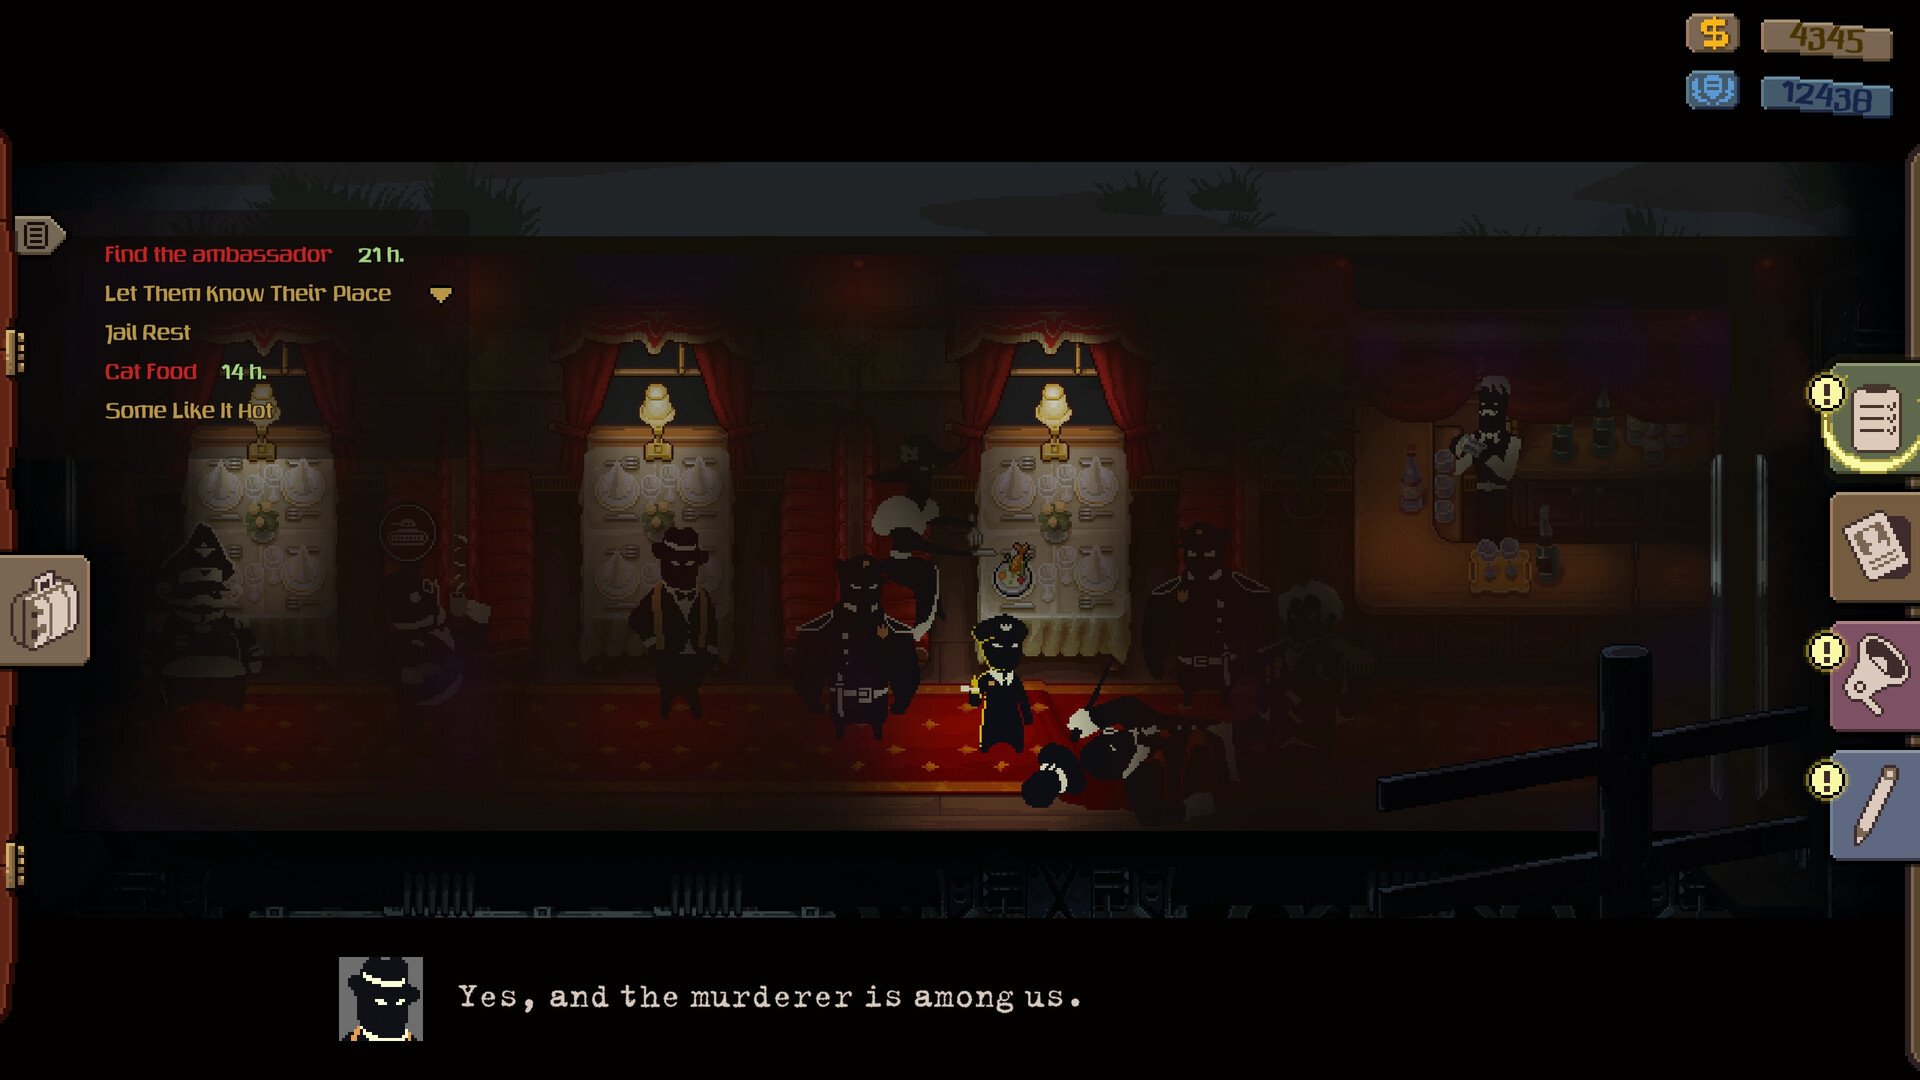 $ 4345
12438
Find the ambassador 21 h.
Let Them Know Their Place
Jail Rest
Cat Food 14 h.
Some Like It Hot
!
!
!
Yes, and the murderer is among us.